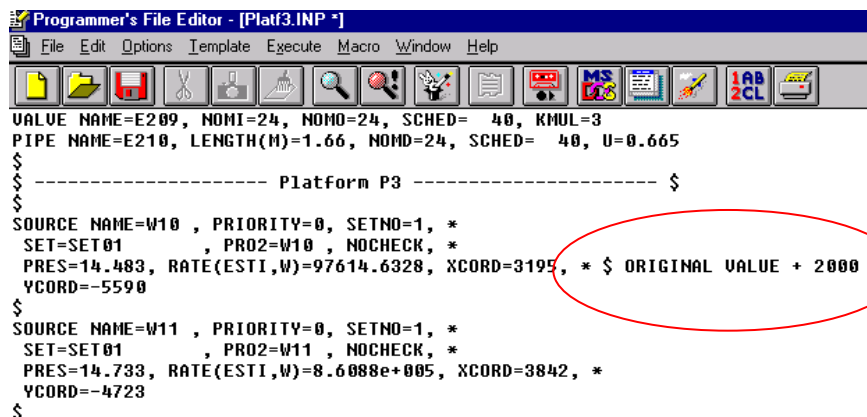 Programmer's File Editor - [Platf3.INP *]
File Edit Options Template Execute Macro Window Help
MS DOS 1AB 2CL
VALVE NAME=E209, NOMI=24, NOMO=24, SCHED=  40, KMUL=3
PIPE NAME=E210, LENGTH(M)=1.66, NOMD=24, SCHED=  40, U=0.665
$
$ --------------------- Platform P3 ---------------------- $
$
SOURCE NAME=W10 , PRIORITY=0, SETNO=1, *
 SET=SET01       , PRO2=W10 , NOCHECK, *
 PRES=14.483, RATE(ESTI,W)=97614.6328, XCORD=3195, * $ ORIGINAL VALUE + 2000
 YCORD=-5590
$
SOURCE NAME=W11 , PRIORITY=0, SETNO=1, *
 SET=SET01       , PRO2=W11 , NOCHECK, *
 PRES=14.733, RATE(ESTI,W)=8.6088e+005, XCORD=3842, *
 YCORD=-4723
$